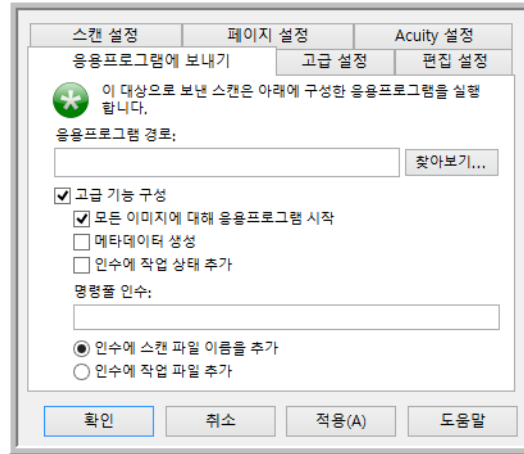 스캔 설정
페이지 설정
Acuity 설정
응용프로그램에 보내기
고급 설정
편집 설정
이 대상으로 보낸 스캔은 아래에 구성한 응용프로그램을 실행
합니다.
응용프로그램 경로:
찾아보기...
고급 기능 구성
모든 이미지에 대해 응용프로그램 시작
메타데이터 생성
인수에 작업 상태 추가
명령풀 인수:
인수에 스캔 파일 이름을 추가
인수에 작업 파일 추가
확인
취소
적용(A)
도움말